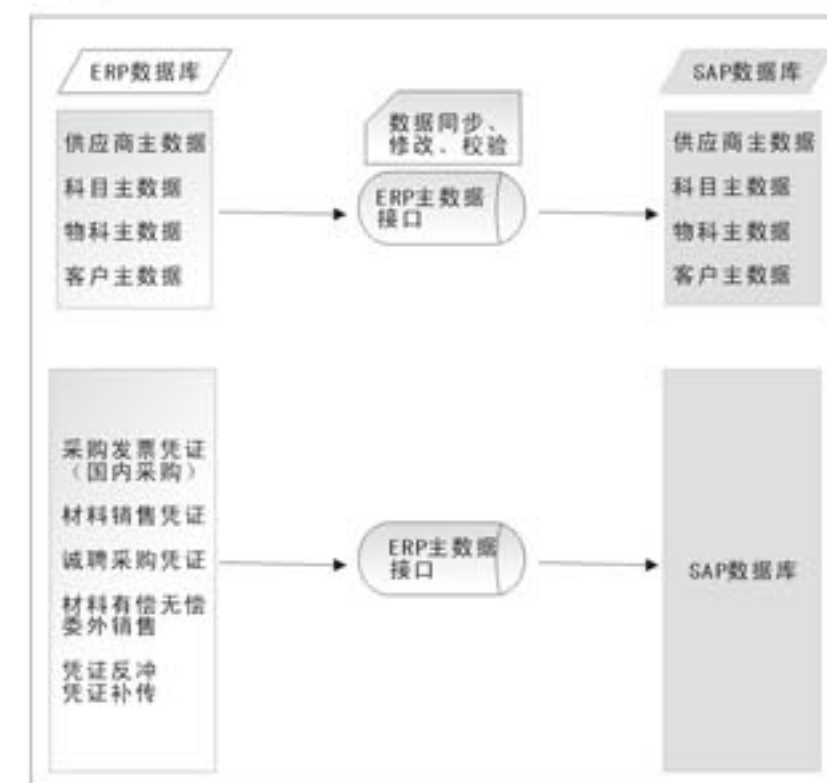 ERP数据库
供应商主数据
科目主数据
物科主数据
客户主数据
数据同步、
修改、校验
ERP主数据
接口
SAP数据库
供应商主数据
科目主数据
物科主数据
客户主数据
采购发票凭证
（国内采购）
材料销售凭证
诚聘采购凭证
材料有偿无偿
委外销售
凭证反冲
凭证补传
ERP主数据
接口
SAP数据库